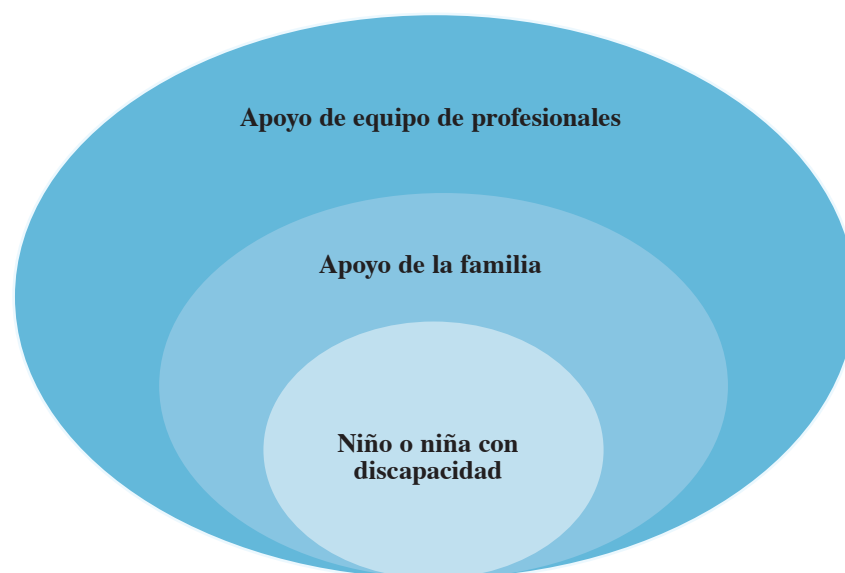 Apoyo de equipo de profesionales
Apoyo de la familia
Niño o niña con
discapacidad